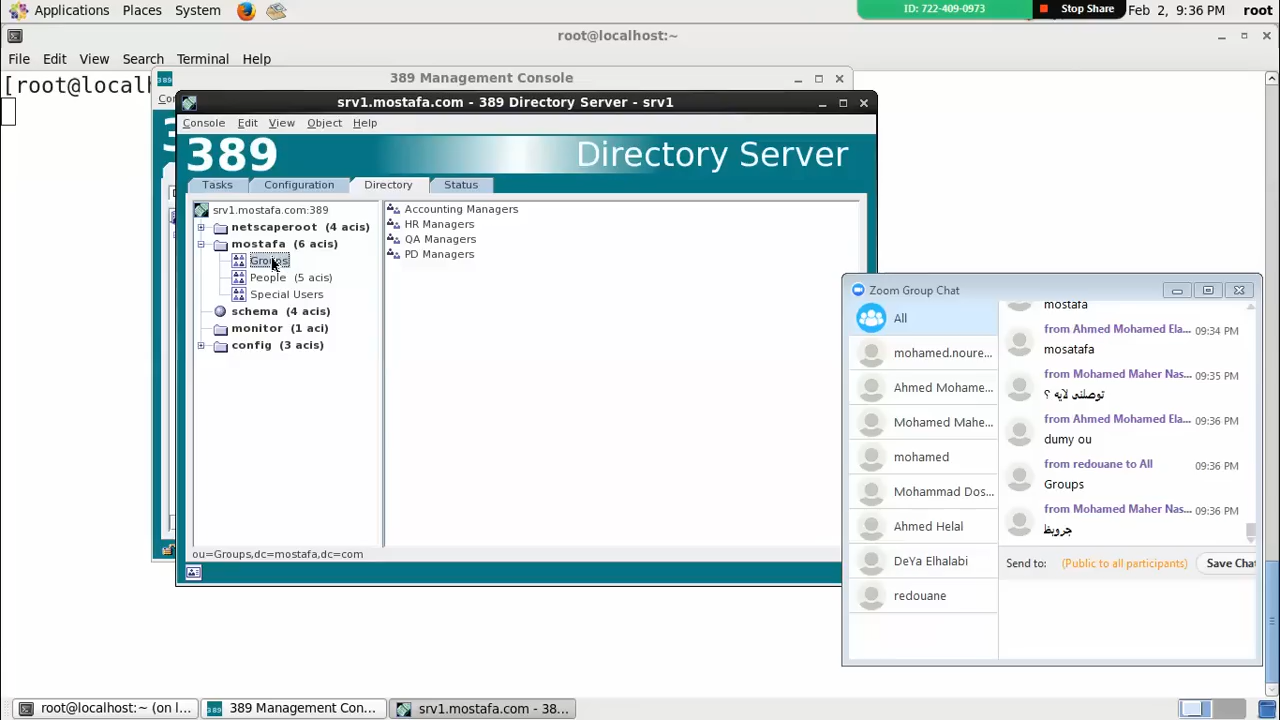 Applications Places System
ID: 722-409-0973
Stop Share
Feb 2, 9:36 PM root
root@localhost:~
File Edit View Search Terminal Help
[root@localh
389 Management Console
srv1.mostafa.com - 389 Directory Server - srv1
Console Edit View Object Help
389 Directory Server
Tasks Configuration Directory Status
srv1.mostafa.com:389
netscaperoot (4 acis)
mostafa (6 acis)
Groups
People (5 acis)
Special Users
schema (4 acis)
monitor (1 aci)
config (3 acis)
Accounting Managers
HR Managers
QA Managers
PD Managers
ou=Groups,dc=mostafa,dc=com
Zoom Group Chat
All
mohamed.noure...
Ahmed Mohame...
Mohamed Mahe...
mohamed
Mohammad Dos...
Ahmed Helal
DeYa Elhalabi
redouane
mostafa
from Ahmed Mohamed Ela... 09:34 PM
mosatafa
from Mohamed Maher Nas... 09:35 PM
توصلنى لايه ؟
from Ahmed Mohamed Ela... 09:36 PM
dumy ou
from redouane to All 09:36 PM
Groups
from Mohamed Maher Nas... 09:36 PM
جروبظ
Send to: (Public to all participants) Save Chat
root@localhost:~ (on l...
389 Management Con...
srv1.mostafa.com - 38...